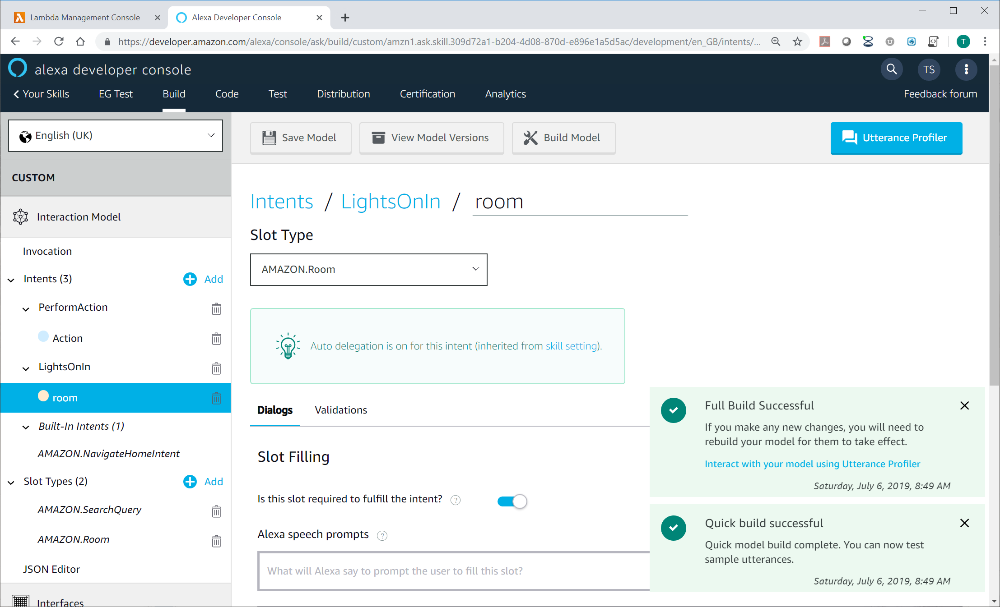 Lambda Management Console
Alexa Developer Console
https://developer.amazon.com/alexa/console/ask/build/custom/amzn1.ask.skill.309d72a1-b204-4d08-870d-e896e1a5d5ac/development/en_GB/intents/...
T
alexa developer console
TS
Your Skills
EG Test
Build
Code
Test
Distribution
Certification
Analytics
Feedback forum
English (UK)
Save Model
View Model Versions
Build Model
Utterance Profiler
CUSTOM
Interaction Model
Invocation
Intents (3)
Add
PerformAction
Action
LightsOnIn
room
Built-In Intents (1)
AMAZON.NavigateHomeIntent
Slot Types (2)
Add
AMAZON.SearchQuery
AMAZON.Room
JSON Editor
Interfaces
Intents / LightsOnIn / room
Slot Type
AMAZON.Room
Auto delegation is on for this intent (inherited from skill setting).
Dialogs
Validations
Slot Filling
Is this slot required to fulfill the intent? ?
Alexa speech prompts ?
What will Alexa say to prompt the user to fill this slot?
Full Build Successful
If you make any new changes, you will need to
rebuild your model for them to take effect.
Interact with your model using Utterance Profiler
Saturday, July 6, 2019, 8:49 AM
Quick build successful
Quick model build complete. You can now test
sample utterances.
Saturday, July 6, 2019, 8:49 AM